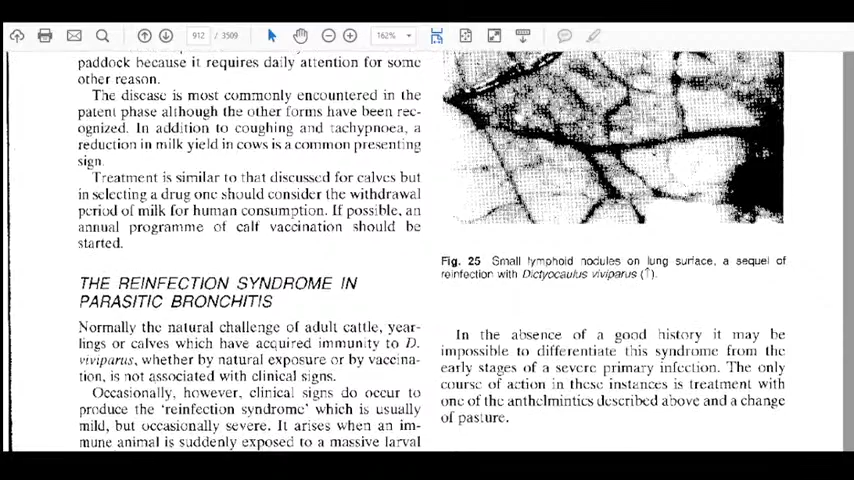 912 / 3509
162%
paddock because it requires daily attention for some
other reason.
The disease is most commonly encountered in the
patent phase although the other forms have been rec-
ognized. In addition to coughing and tachypnoea, a
reduction in milk yield in cows is a common presenting
sign.
Treatment is similar to that discussed for calves but
in selecting a drug one should consider the withdrawal
period of milk for human consumption. If possible, an
annual programme of calf vaccination should be
started.
THE REINFECTION SYNDROME IN
PARASITIC BRONCHITIS
Normally the natural challenge of adult cattle, year-
lings or calves which have acquired immunity to D.
viviparus, whether by natural exposure or by vaccina-
tion, is not associated with clinical signs.
Occasionally, however, clinical signs do occur to
produce the 'reinfection syndrome' which is usually
mild, but occasionally severe. It arises when an im-
mune animal is suddenly exposed to a massive larval
Fig. 25 Small lymphoid nodules on lung surface, a sequel of
reinfection with Dictyocaulus viviparus (↑).
In the absence of a good history it may be
impossible to differentiate this syndrome from the
early stages of a severe primary infection. The only
course of action in these instances is treatment with
one of the anthelmintics described above and a change
of pasture.